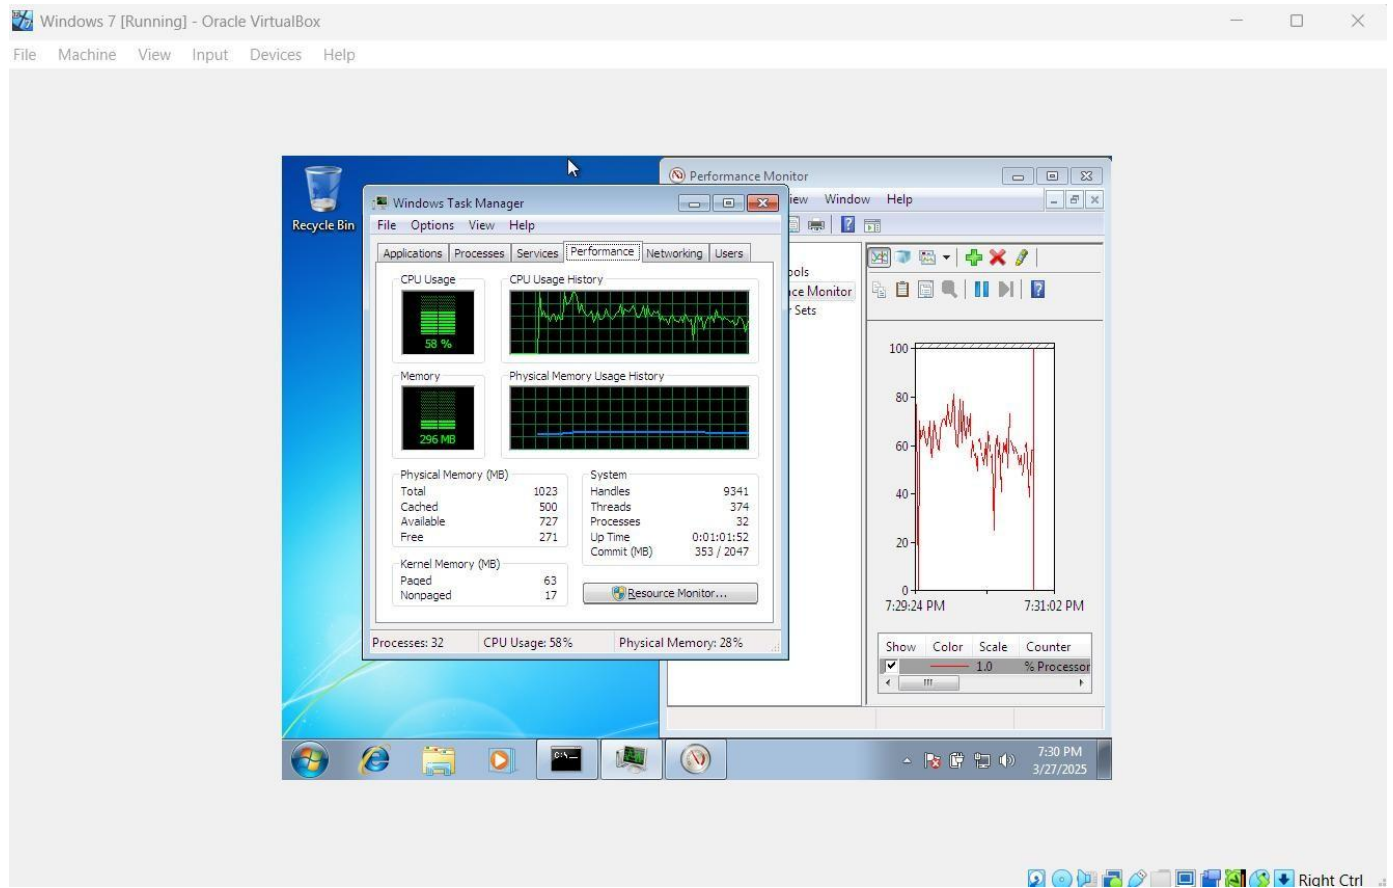 Windows 7 [Running] - Oracle VirtualBox
File Machine View Input Devices Help
Recycle Bin
Performance Monitor
Window Help
Windows Task Manager
File Options View Help
Applications Processes Services Performance Networking Users
CPU Usage
58 %
CPU Usage History
Memory
296 MB
Physical Memory Usage History
Physical Memory (MB)
Total 1023
Cached 500
Available 727
Free 271
Kernel Memory (MB)
Paged 63
Nonpaged 17
System
Handles 9341
Threads 374
Processes 32
Up Time 0:01:01:52
Commit (MB) 353 / 2047
Resource Monitor...
Processes: 32 CPU Usage: 58% Physical Memory: 28%
ools
ice Monitor
r Sets
100
80
60
40
20
0
7:29:24 PM 7:31:02 PM
Show Color Scale Counter
1.0 % Processor
C:\_
7:30 PM
3/27/2025
Right Ctrl